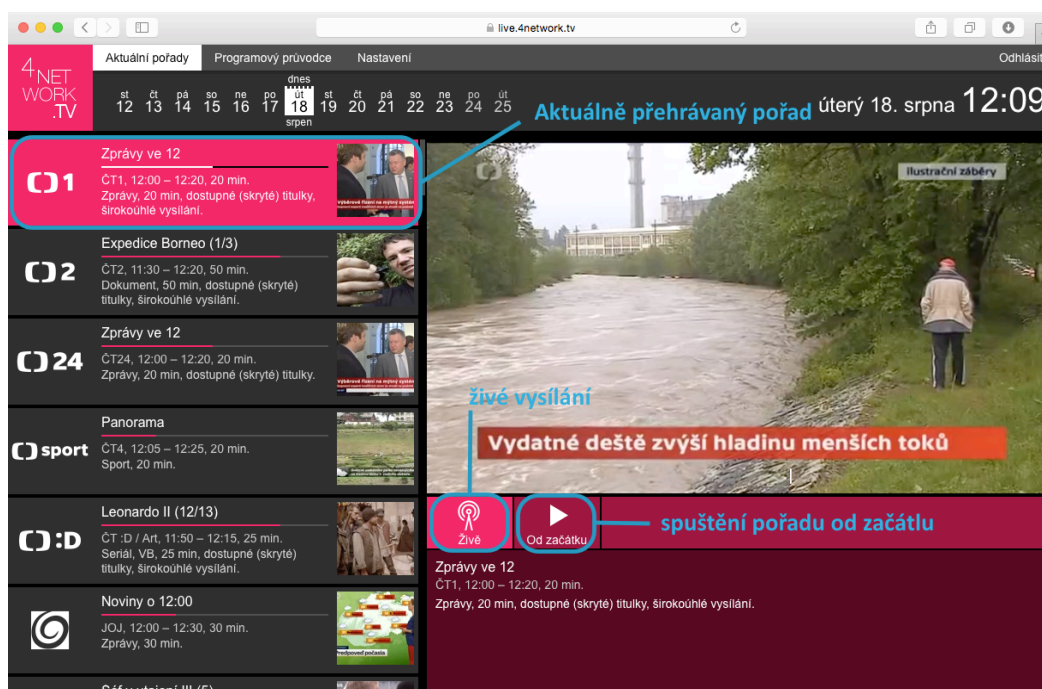 live.4network.tv
4NET
WORK
.TV
Aktuální pořady Programový průvodce Nastavení Odhlásit
dnes
st čt pá so ne po út st čt pá so ne po út
12 13 14 15 16 17 18 19 20 21 22 23 24 25
srpen
úterý 18. srpna 12:09
Aktuálně přehrávaný pořad
1
Zprávy ve 12
ČT1, 12:00 – 12:20, 20 min.
Zprávy, 20 min, dostupné (skryté) titulky,
širokoúhlé vysílání.
2
Expedice Borneo (1/3)
ČT2, 11:30 – 12:20, 50 min.
Dokument, 50 min, dostupné (skryté)
titulky, širokoúhlé vysílání.
24
Zprávy ve 12
ČT24, 12:00 – 12:20, 20 min.
Zprávy, 20 min, dostupné (skryté) titulky.
sport
Panorama
ČT4, 12:05 – 12:25, 20 min.
Sport, 20 min.
:D
Leonardo II (12/13)
ČT :D / Art, 11:50 – 12:15, 25 min.
Seriál, VB, 25 min, dostupné (skryté)
titulky, širokoúhlé vysílání.
Noviny o 12:00
JOJ, 12:00 – 12:30, 30 min.
Zprávy, 30 min.
Predpoveď počasia
Ilustrační záběry
živé vysílání
Vydatné deště zvýší hladinu menších toků
Živě
Od začátku
spuštění pořadu od začátlu
Zprávy ve 12
ČT1, 12:00 – 12:20, 20 min.
Zprávy, 20 min, dostupné (skryté) titulky, širokoúhlé vysílání.